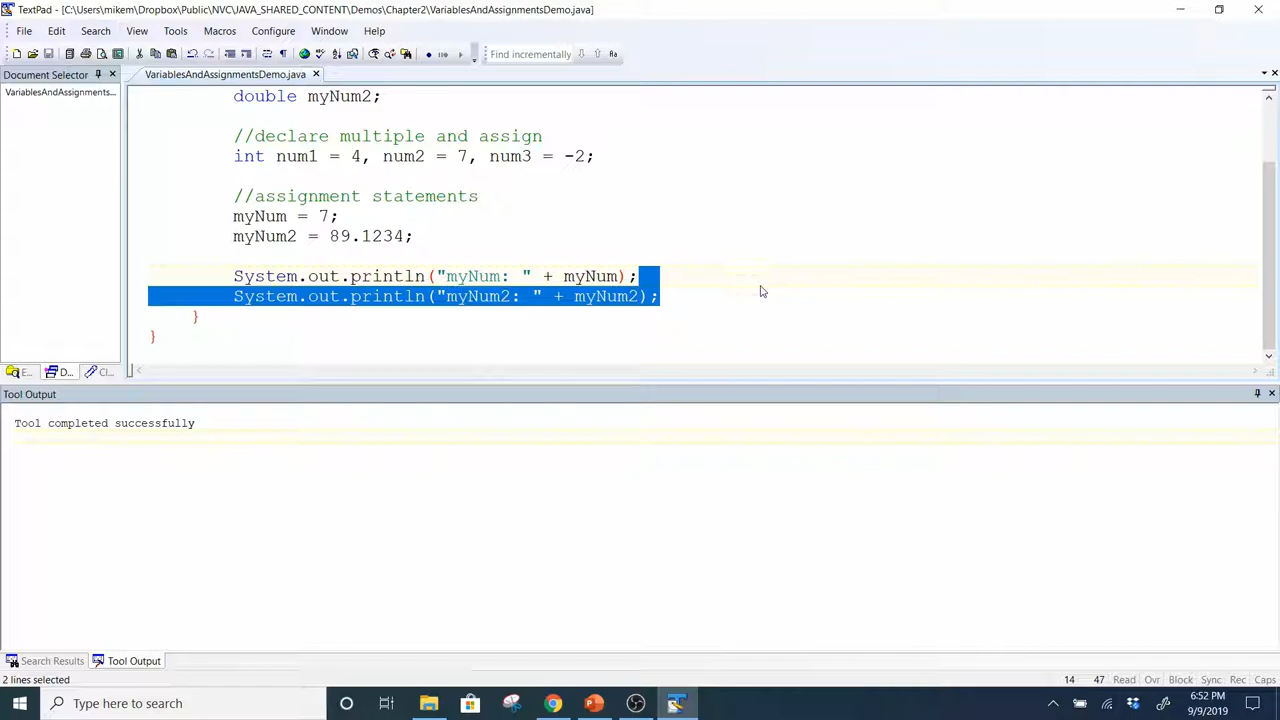 TextPad - [C:\Users\mikem\Dropbox\Public\NVC\JAVA_SHARED_CONTENT\Demos\Chapter2\VariablesAndAssignmentsDemo.java]
File Edit Search View Tools Macros Configure Window Help
Find incrementally
Document Selector
VariablesAndAssignmentsDemo.java
VariablesAndAssignments...
double myNum2;
//declare multiple and assign
int num1 = 4, num2 = 7, num3 = -2;
//assignment statements
myNum = 7;
myNum2 = 89.1234;
System.out.println("myNum: " + myNum);
System.out.println("myNum2: " + myNum2);
}
}
E... D... Cl...
Tool Output
Tool completed successfully
Search Results Tool Output
2 lines selected
14 47 Read Ovr Block Sync Rec Caps
Type here to search
6:52 PM
9/9/2019